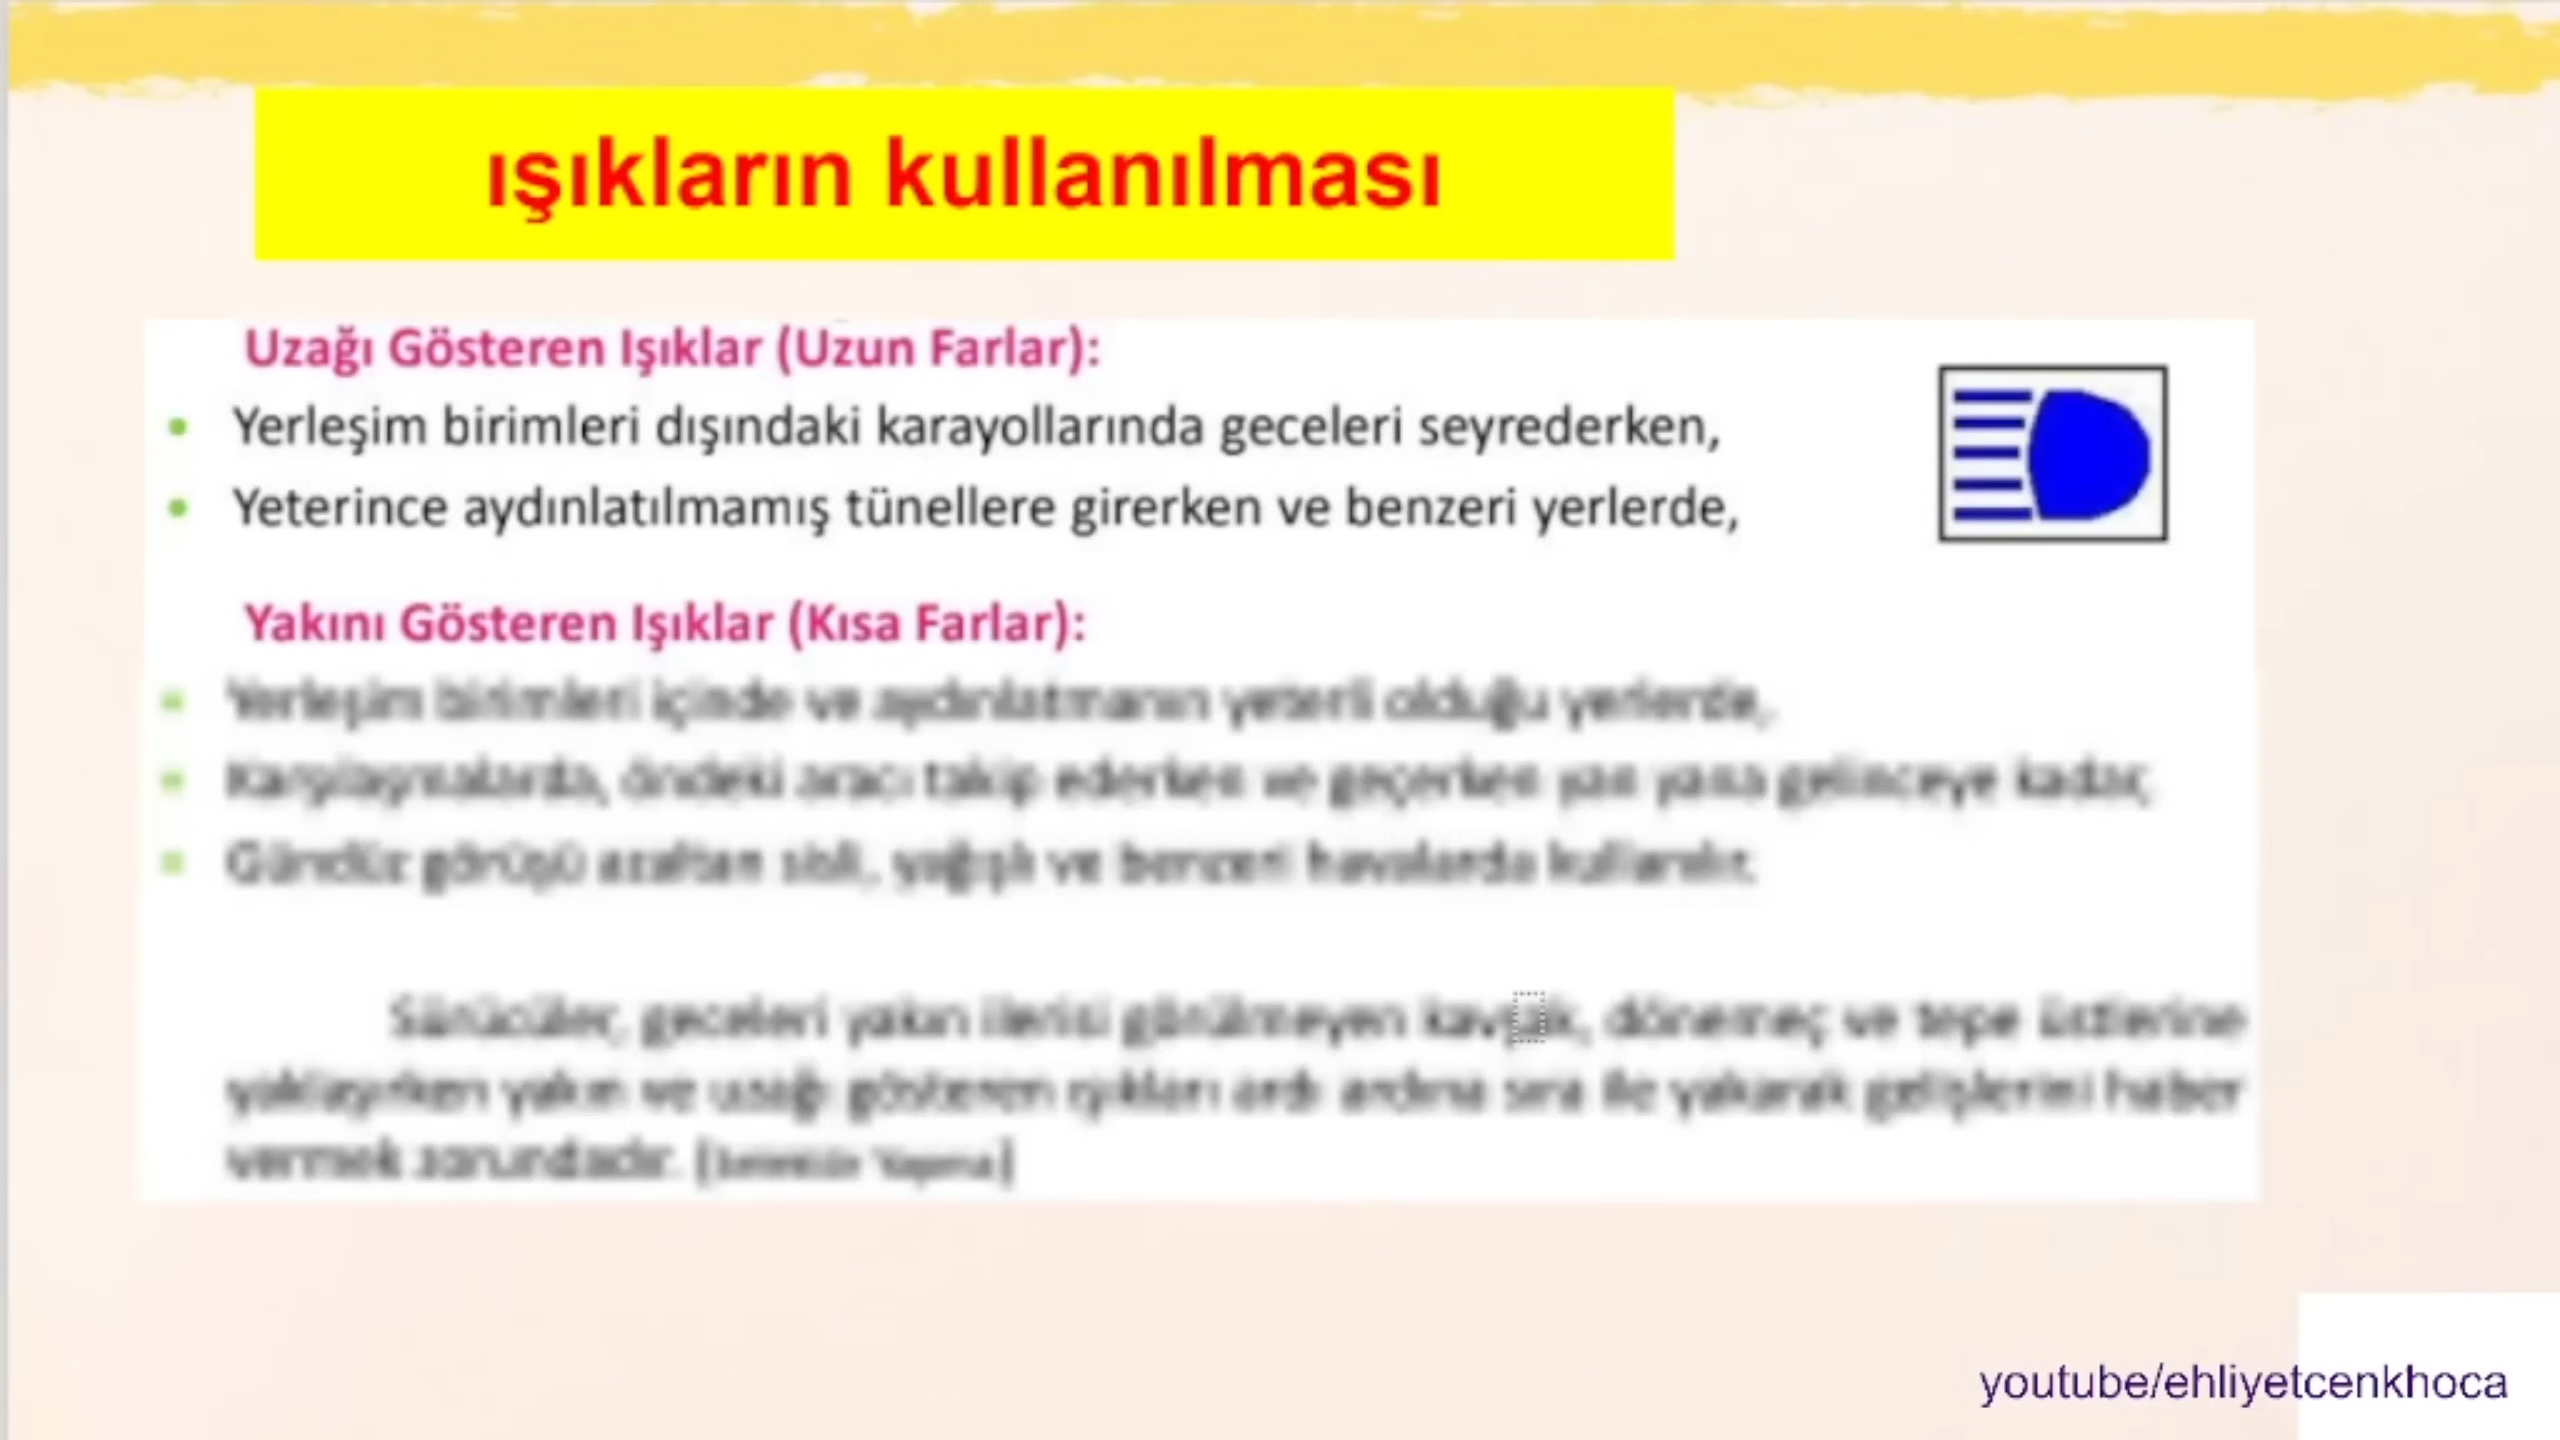 ışıkların kullanılması
Uzağı Gösteren Işıklar (Uzun Farlar):
• Yerleşim birimleri dışındaki karayollarında geceleri seyrederken,
• Yeterince aydınlatılmamış tünellere girerken ve benzeri yerlerde,
Yakını Gösteren Işıklar (Kısa Farlar):
• Yerleşim birimleri içinde ve aydınlatmanın yeterli olduğu yerlerde,
• Karşılaşmalarda, öndeki aracı takip ederken ve geçerken yan yana gelinceye kadar,
• Gündüz görüşü azaltan sisli, yağışlı ve benzeri havalarda kullanılır.
Sürücüler, geceleri yakın ilerisi görülmeyen kavşak, dönemeç ve tepe üstlerine
yaklaşırken yakın ve uzağı gösteren ışıkları ardı ardına sıra ile yakarak gelişlerini haber
vermek zorundadır.
youtube/ehliyetcenkhoca